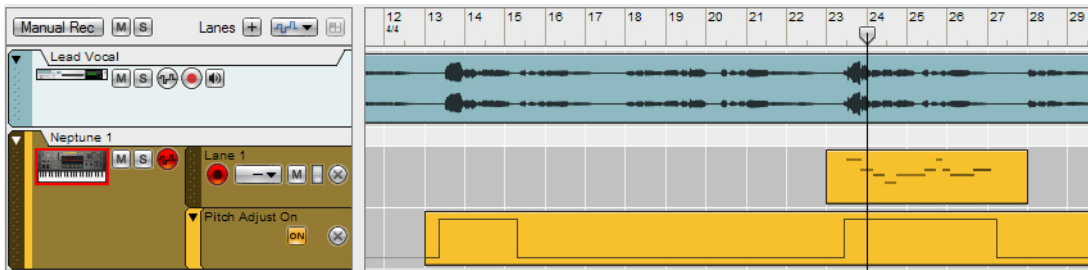 Manual Rec M S Lanes +
12 13 14 15 16 17 18 19 20 21 22 23 24 25 26 27 28 29
4/4
Lead Vocal
M S
Neptune 1
M S Lane 1
M
Pitch Adjust On
ON